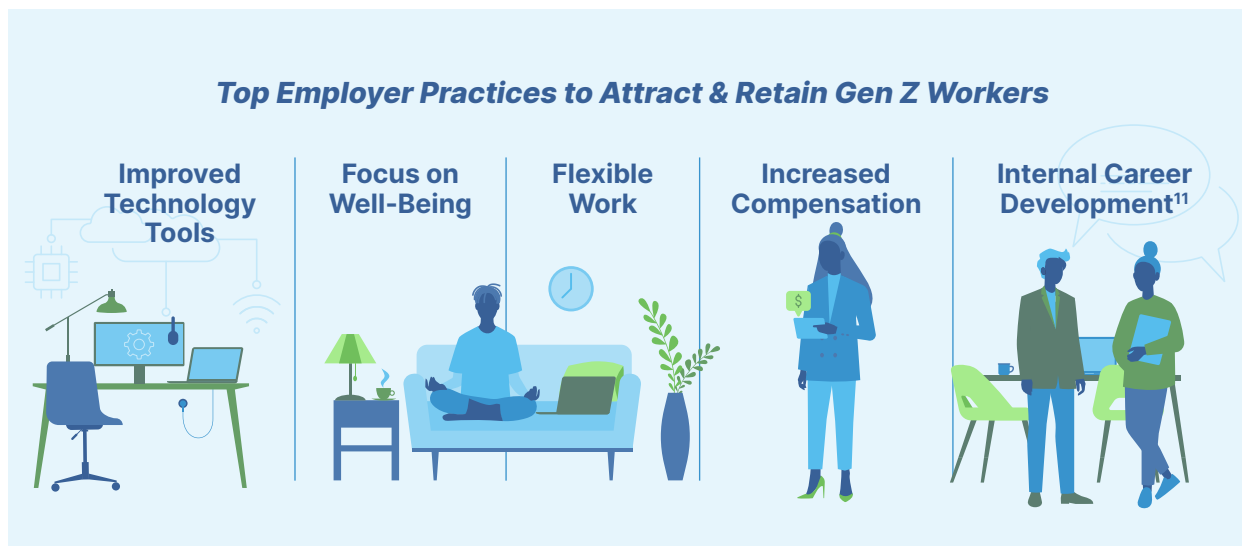 Top Employer Practices to Attract & Retain Gen Z Workers
Improved
Technology
Tools
Focus on
Well-Being
Flexible
Work
Increased
Compensation
Internal Career
Development¹¹
$